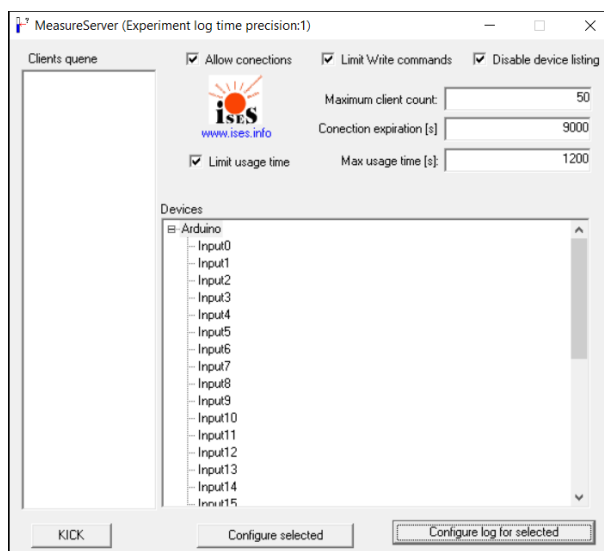 MeasureServer (Experiment log time precision:1)
Clients quene
Allow conections
Limit Write commands
Disable device listing
ises
www.ises.info
Maximum client count:
50
Conection expiration [s]
9000
Limit usage time
Max usage time [s]:
1200
Devices
Arduino
Input0
Input1
Input2
Input3
Input4
Input5
Input6
Input7
Input8
Input9
Input10
Input11
Input12
Input13
Input14
Input15
KICK
Configure selected
Configure log for selected